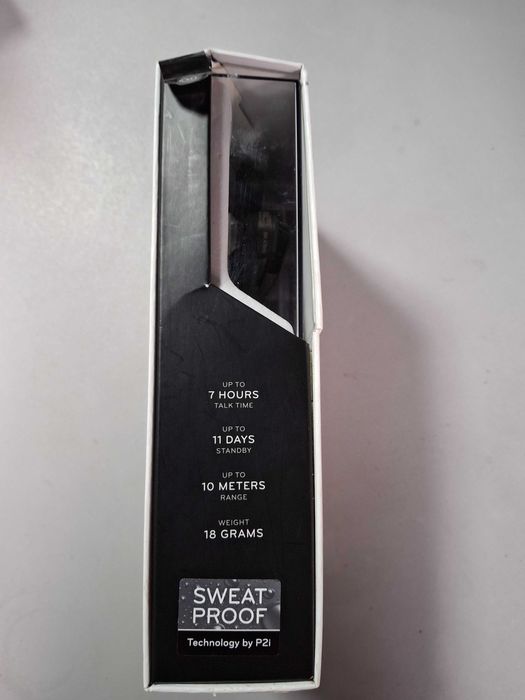 UP TO
7 HOURS
TALK TIME
UP TO
11 DAYS
STANDBY
UP TO
10 METERS
RANGE
WEIGHT
18 GRAMS
SWEAT
PROOF
Technology by P2i